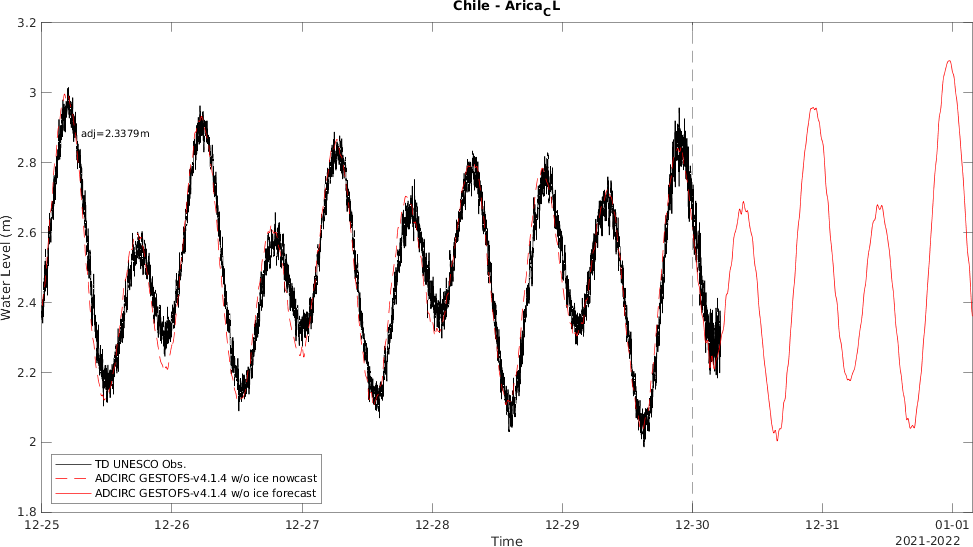 Chile - Arica_CL
3.2
3
2.8
2.6
2.4
2.2
2
1.8
Water Level (m)
adj=2.3379m
TD UNESCO Obs.
ADCIRC GESTOFS-v4.1.4 w/o ice nowcast
ADCIRC GESTOFS-v4.1.4 w/o ice forecast
12-25 12-26 12-27 12-28 12-29 12-30 12-31 01-01
Time
2021-2022